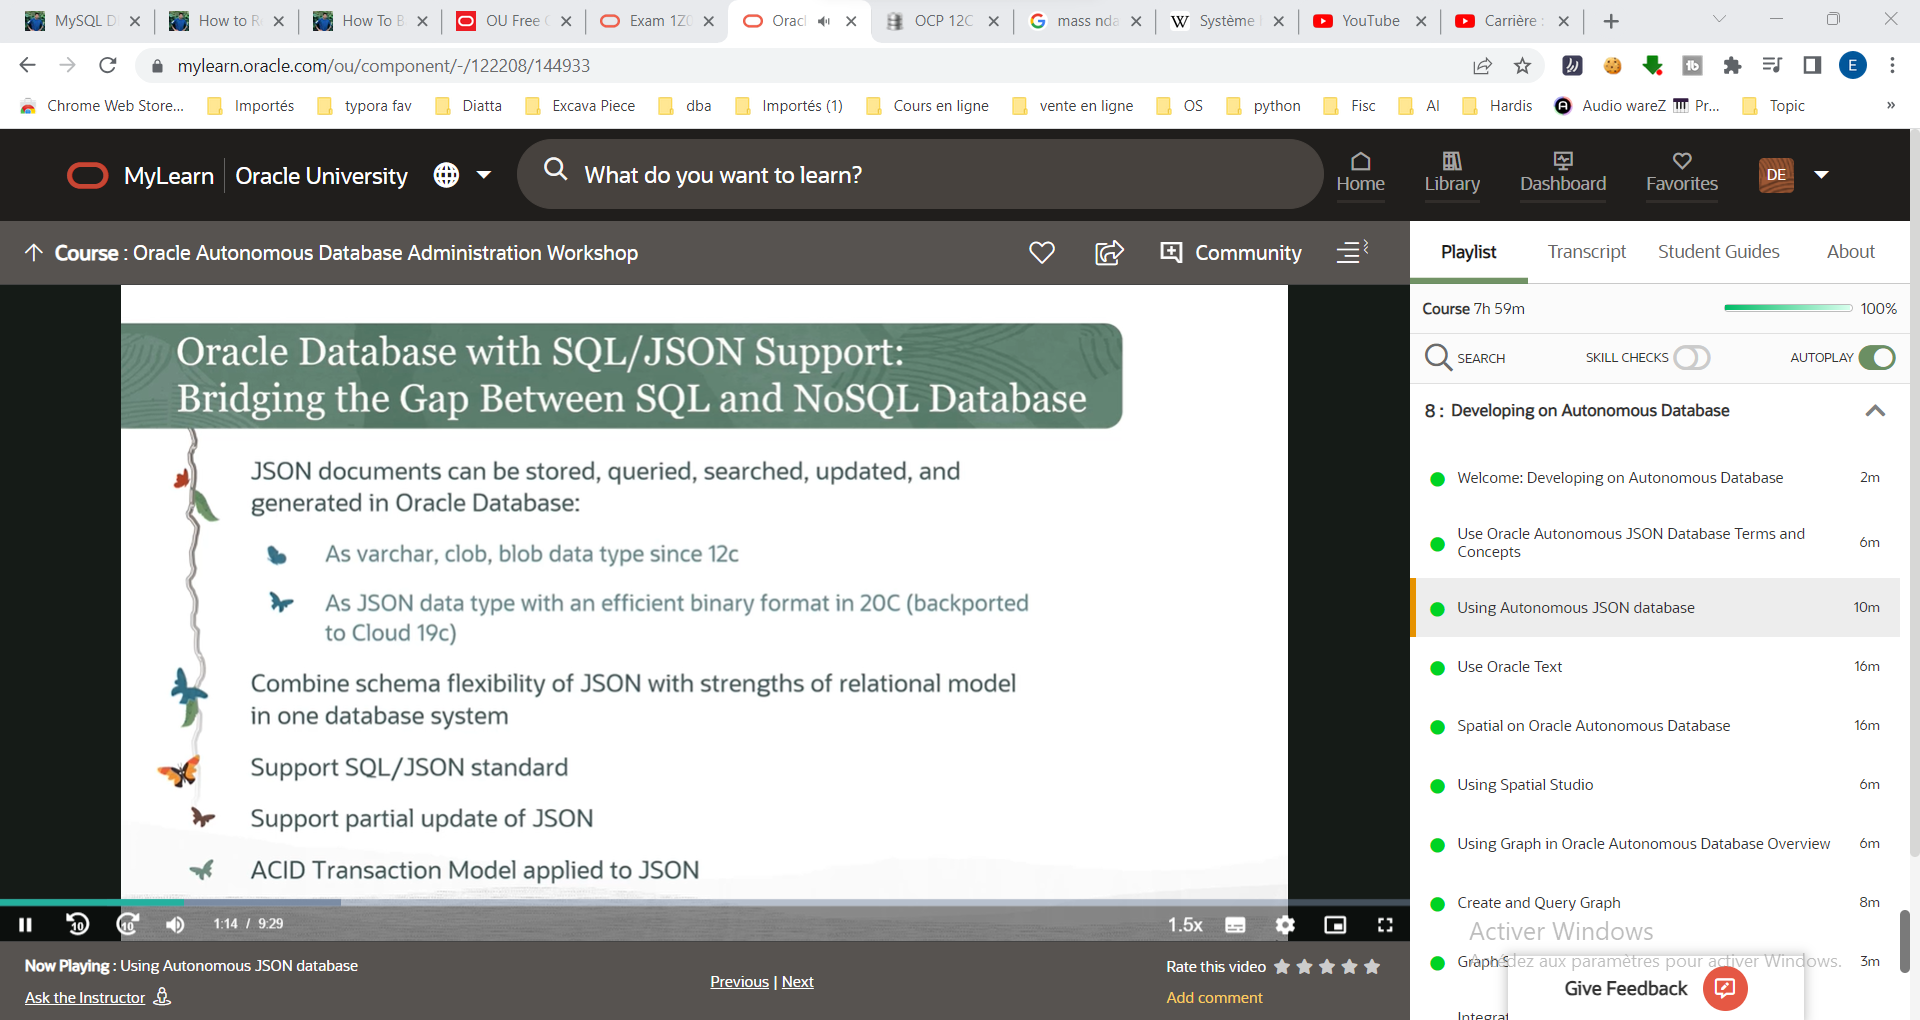 MySQL D
How to R
How To B
OU Free C
Exam 1Z0
Oracl
OCP 12C
mass nda
Système
YouTube
Carrière :
mylearn.oracle.com/ou/component/-/122208/144933
E
Chrome Web Store...
Importés
typora fav
Diatta
Excava Piece
dba
Importés (1)
Cours en ligne
vente en ligne
OS
python
Fisc
AI
Hardis
Audio wareZ
Pr...
Topic
»
MyLearn
Oracle University
What do you want to learn?
Home
Library
Dashboard
Favorites
DE
Course : Oracle Autonomous Database Administration Workshop
Community
Oracle Database with SQL/JSON Support:
Bridging the Gap Between SQL and NoSQL Database
JSON documents can be stored, queried, searched, updated, and
generated in Oracle Database:
As varchar, clob, blob data type since 12c
As JSON data type with an efficient binary format in 20C (backported
to Cloud 19c)
Combine schema flexibility of JSON with strengths of relational model
in one database system
Support SQL/JSON standard
Support partial update of JSON
ACID Transaction Model applied to JSON
10
10
1:14 / 9:29
1.5x
Now Playing : Using Autonomous JSON database
Ask the Instructor
Previous | Next
Rate this video
Add comment
Playlist
Transcript
Student Guides
About
Course 7h 59m
100%
SEARCH
SKILL CHECKS
AUTOPLAY
8 : Developing on Autonomous Database
Welcome: Developing on Autonomous Database 2m
Use Oracle Autonomous JSON Database Terms and
Concepts 6m
Using Autonomous JSON database 10m
Use Oracle Text 16m
Spatial on Oracle Autonomous Database 16m
Using Spatial Studio 6m
Using Graph in Oracle Autonomous Database Overview 6m
Create and Query Graph 8m
Activer Windows
Graph S 3m
aux paramètres pour activer Windows.
Give Feedback
Integrat